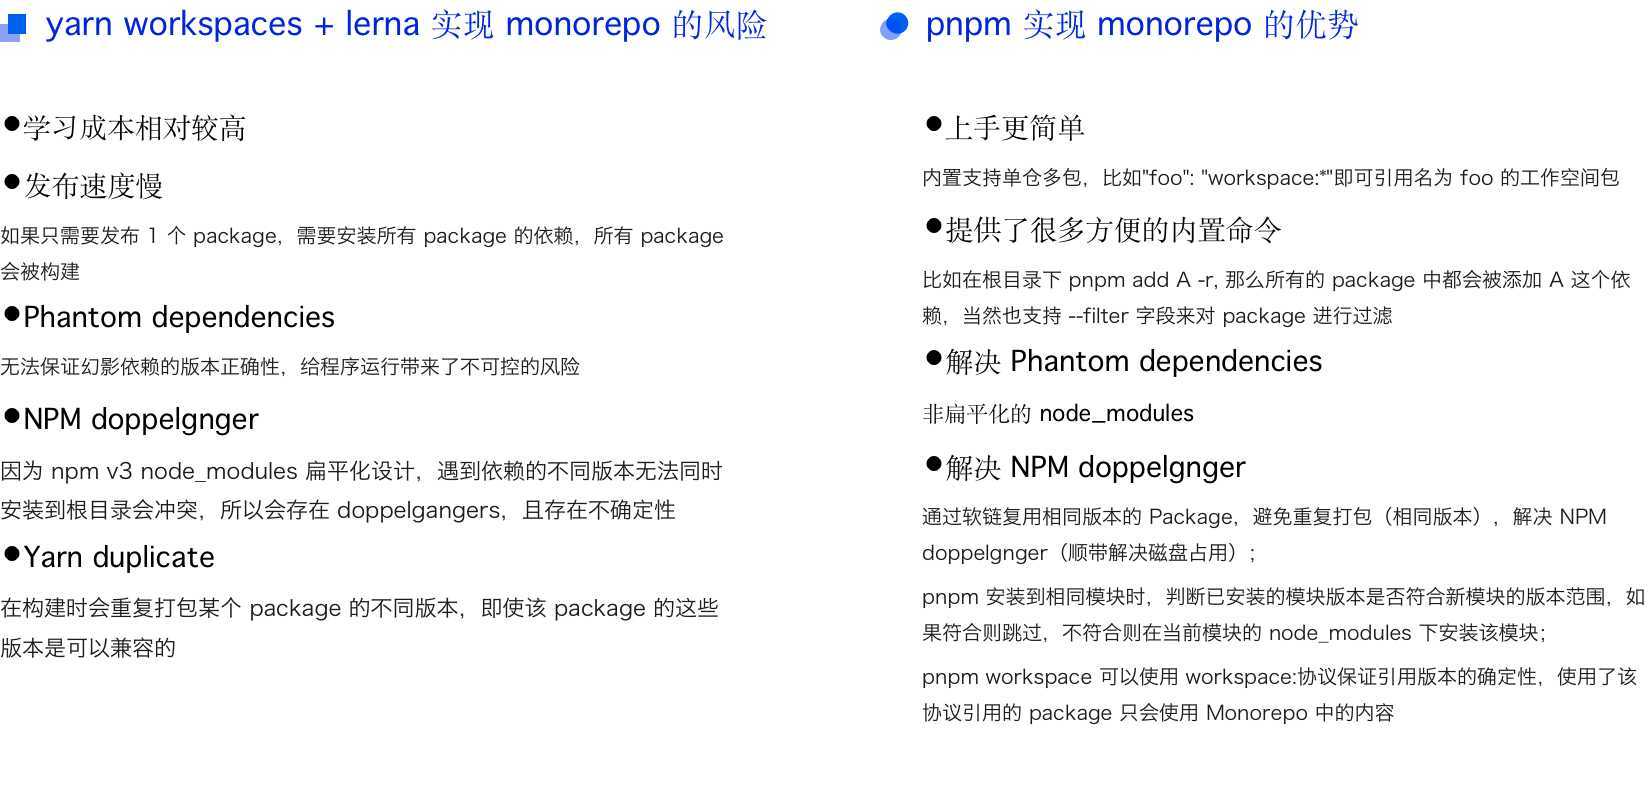 yarn workspaces + lerna 实现 monorepo 的风险
●学习成本相对较高
●发布速度慢
如果只需要发布 1 个 package，需要安装所有 package 的依赖，所有 package
会被构建
●Phantom dependencies
无法保证幻影依赖的版本正确性，给程序运行带来了不可控的风险
●NPM doppelgnger
因为 npm v3 node_modules 扁平化设计，遇到依赖的不同版本无法同时
安装到根目录会冲突，所以会存在 doppelgangers，且存在不确定性
●Yarn duplicate
在构建时会重复打包某个 package 的不同版本，即使该 package 的这些
版本是可以兼容的
pnpm 实现 monorepo 的优势
●上手更简单
内置支持单仓多包，比如"foo": "workspace:*"即可引用名为 foo 的工作空间包
●提供了很多方便的内置命令
比如在根目录下 pnpm add A -r, 那么所有的 package 中都会被添加 A 这个依
赖，当然也支持 --filter 字段来对 package 进行过滤
●解决 Phantom dependencies
非扁平化的 node_modules
●解决 NPM doppelgnger
通过软链复用相同版本的 Package，避免重复打包（相同版本）, 解决 NPM
doppelgnger（顺带解决磁盘占用）;
pnpm 安装到相同模块时，判断已安装的模块版本是否符合新模块的版本范围，如
果符合则跳过，不符合则在当前模块的 node_modules 下安装该模块;
pnpm workspace 可以使用 workspace:协议保证引用版本的确定性，使用了该
协议引用的 package 只会使用 Monorepo 中的内容